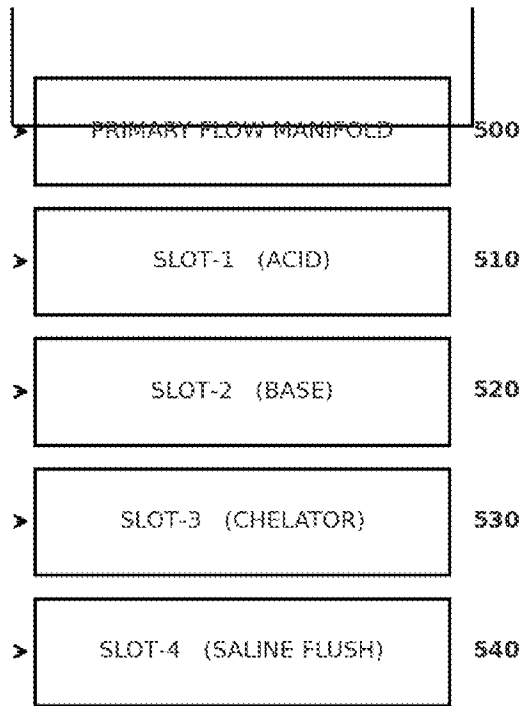 PRIMARY FLOW MANIFOLD 500
SLOT-1 (ACID) 510
SLOT-2 (BASE) 520
SLOT-3 (CHELATOR) 530
SLOT-4 (SALINE FLUSH) 540